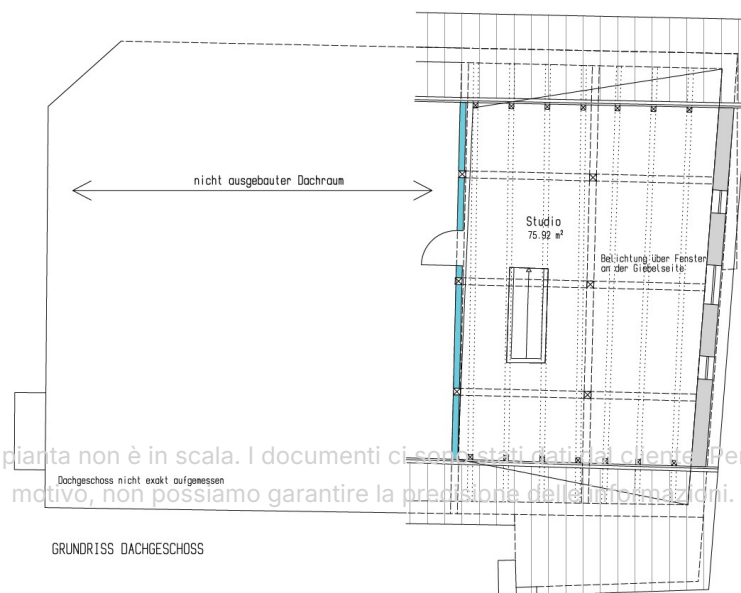 nicht ausgebauter Dachraum
Studio
75.92 m²
Belichtung über Fenster
an der Giebelseite
pianta non è in scala. I documenti ci sono stati dati dal cliente. Per
Dachgeschoss nicht exakt aufgemessen
motivo, non possiamo garantire la precisione delle informazioni.
GRUNDRISS DACHGESCHOSS